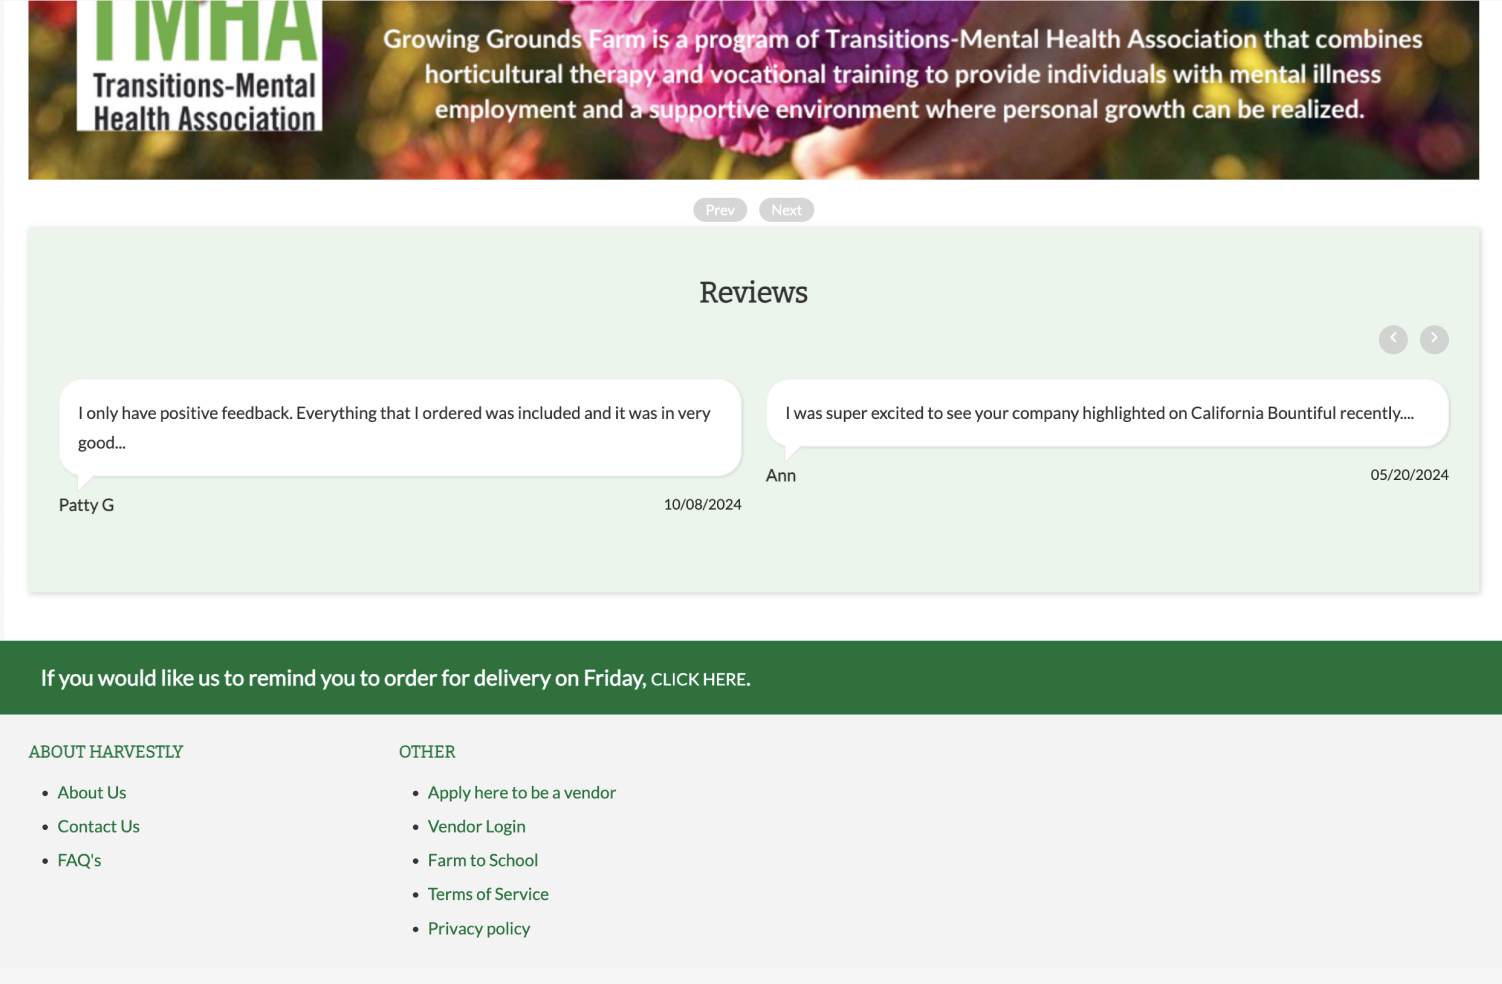 TMHA
Transitions-Mental
Health Association
Growing Grounds Farm is a program of Transitions-Mental Health Association that combines
horticultural therapy and vocational training to provide individuals with mental illness
employment and a supportive environment where personal growth can be realized.
Prev Next
Reviews
I only have positive feedback. Everything that I ordered was included and it was in very
good...
Patty G 10/08/2024
I was super excited to see your company highlighted on California Bountiful recently....
Ann 05/20/2024
If you would like us to remind you to order for delivery on Friday, CLICK HERE.
ABOUT HARVESTLY
• About Us
• Contact Us
• FAQ's
OTHER
• Apply here to be a vendor
• Vendor Login
• Farm to School
• Terms of Service
• Privacy policy